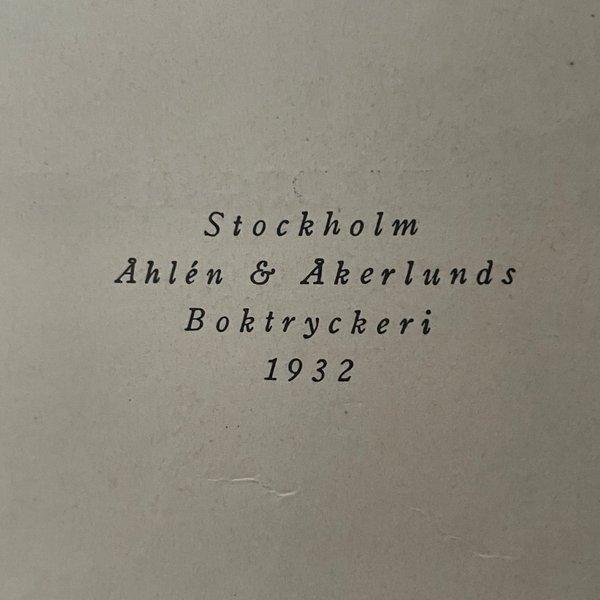 Stockholm
Åhlén & Åkerlunds
Boktryckeri
1932